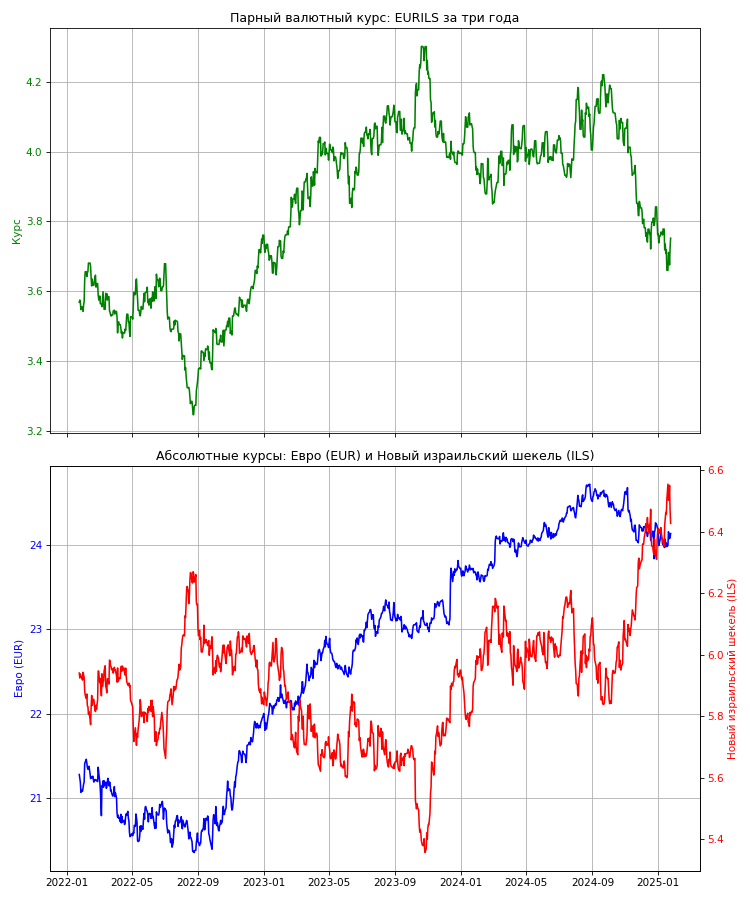 Парный валютный курс: EURILS за три года
Курс
4.2
4.0
3.8
3.6
3.4
3.2
Абсолютные курсы: Евро (EUR) и Новый израильский шекель (ILS)
Евро (EUR)
24
23
22
21
6.6
6.4
6.2
6.0
5.8
5.6
5.4
Новый израильский шекель (ILS)
2022-01 2022-05 2022-09 2023-01 2023-05 2023-09 2024-01 2024-05 2024-09 2025-01